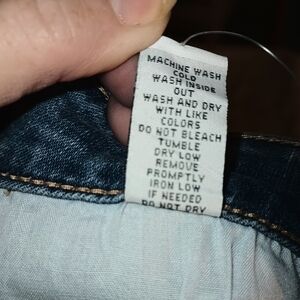 MACHINE WASH
COLD
WASH INSIDE
OUT
WASH AND DRY
WITH LIKE
COLORS
DO NOT BLEACH
TUMBLE
DRY LOW
REMOVE
PROMPTLY
IRON LOW
IF NEEDED
DO NOT DRY